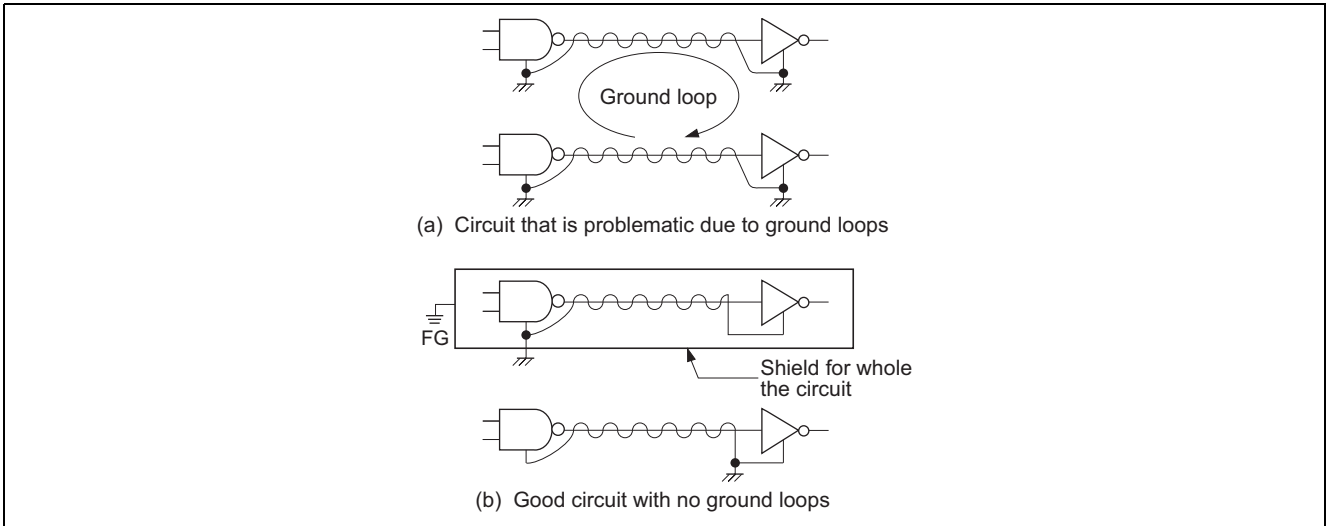 Ground loop
(a) Circuit that is problematic due to ground loops
FG
Shield for whole
the circuit
(b) Good circuit with no ground loops